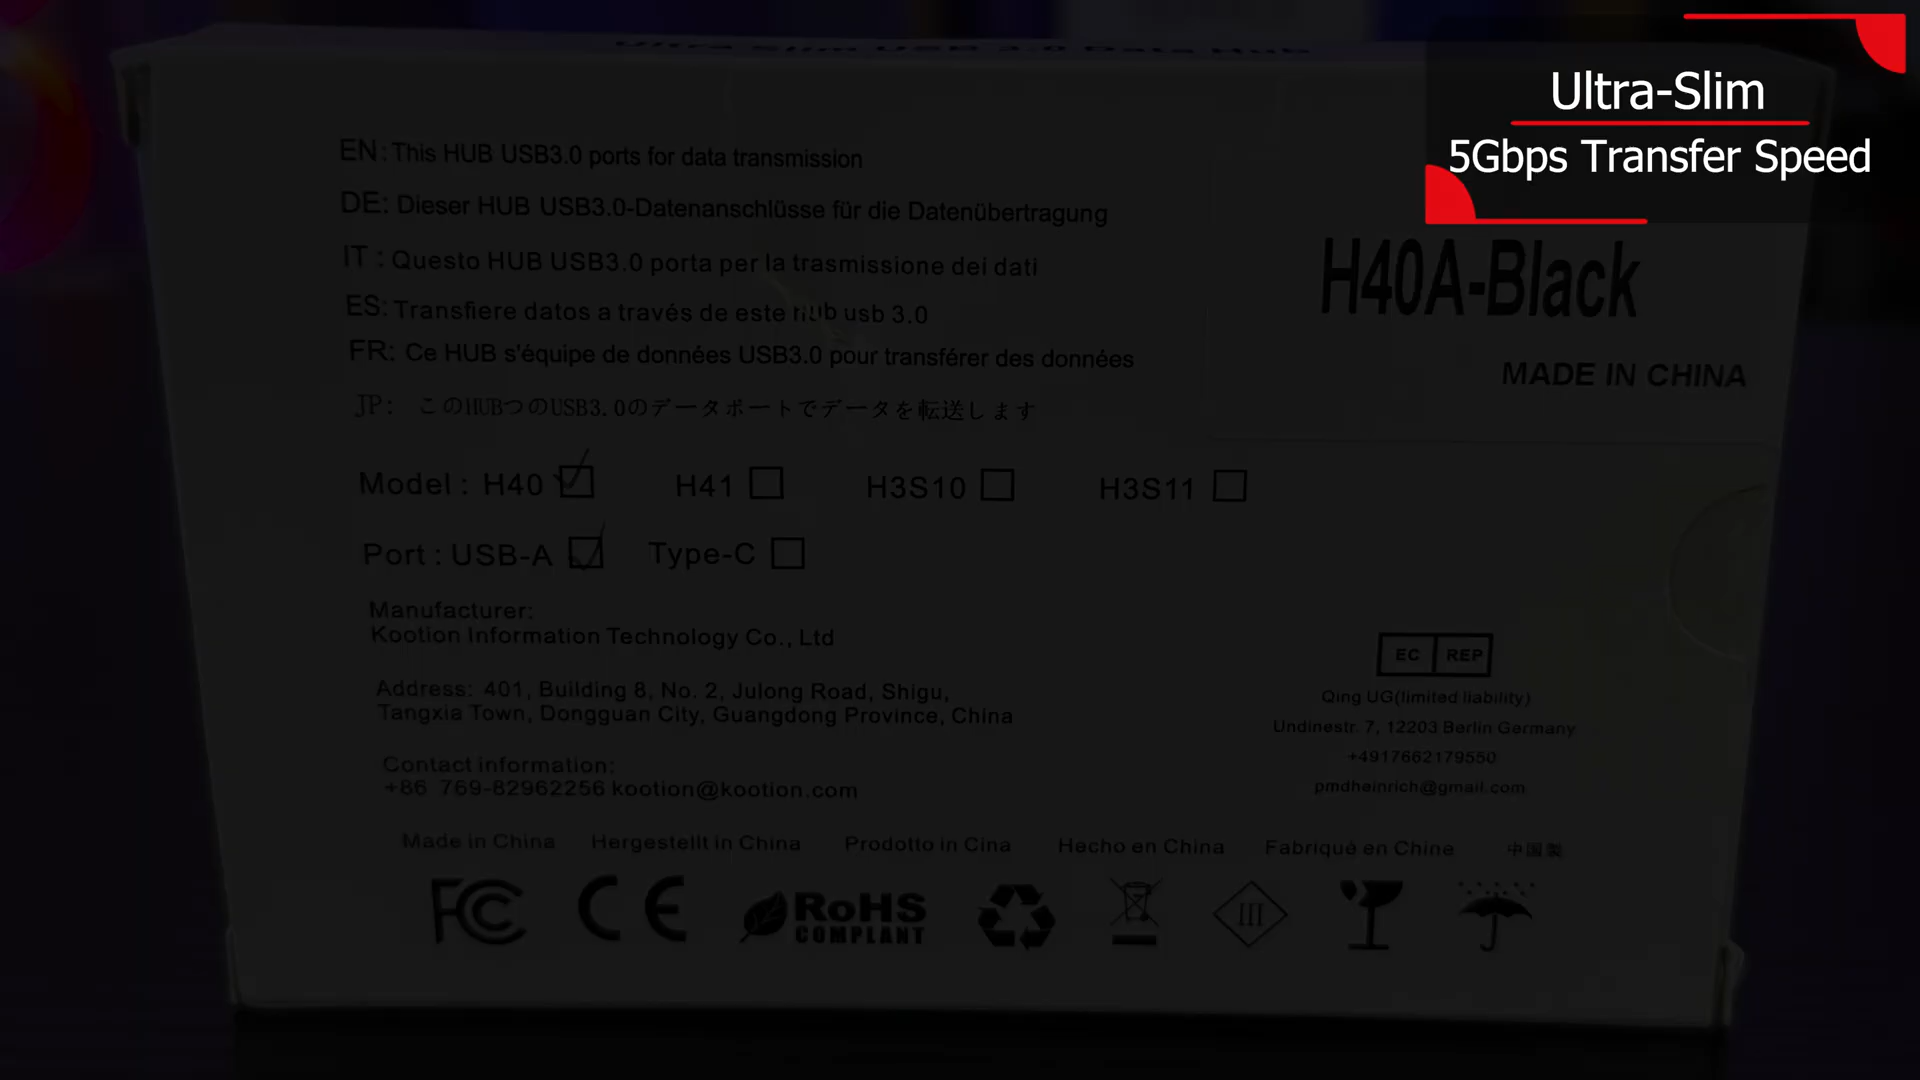 Ultra Slim USB 3.0 Data Hub
Ultra-Slim
5Gbps Transfer Speed
EN: This HUB USB3.0 ports for data transmission
DE: Dieser HUB USB3.0-Datenanschlüsse für die Datenübertragung
IT : Questo HUB USB3.0 porta per la trasmissione dei dati
ES: Transfiere datos a través de este hub usb 3.0
FR: Ce HUB s'équipe de données USB3.0 pour transférer des données
JP: このHUBつのUSB3.0のデータポートでデータを転送します
H40A-Black
MADE IN CHINA
Model : H40 H41 H3S10 H3S11
Port : USB-A Type-C
Manufacturer:
Kootion Information Technology Co., Ltd
Address: 401, Building 8, No. 2, Julong Road, Shigu,
Tangxia Town, Dongguan City, Guangdong Province, China
Contact information:
+86 769-82962256 kootion@kootion.com
EC REP
Qing UG(limited liability)
Undinestr. 7, 12203 Berlin Germany
+4917662179550
pmdheinrich@gmail.com
Made in China Hergestellt in China Prodotto in Cina Hecho en China Fabriqué en Chine 中国製
FC CE RoHS COMPLIANT III